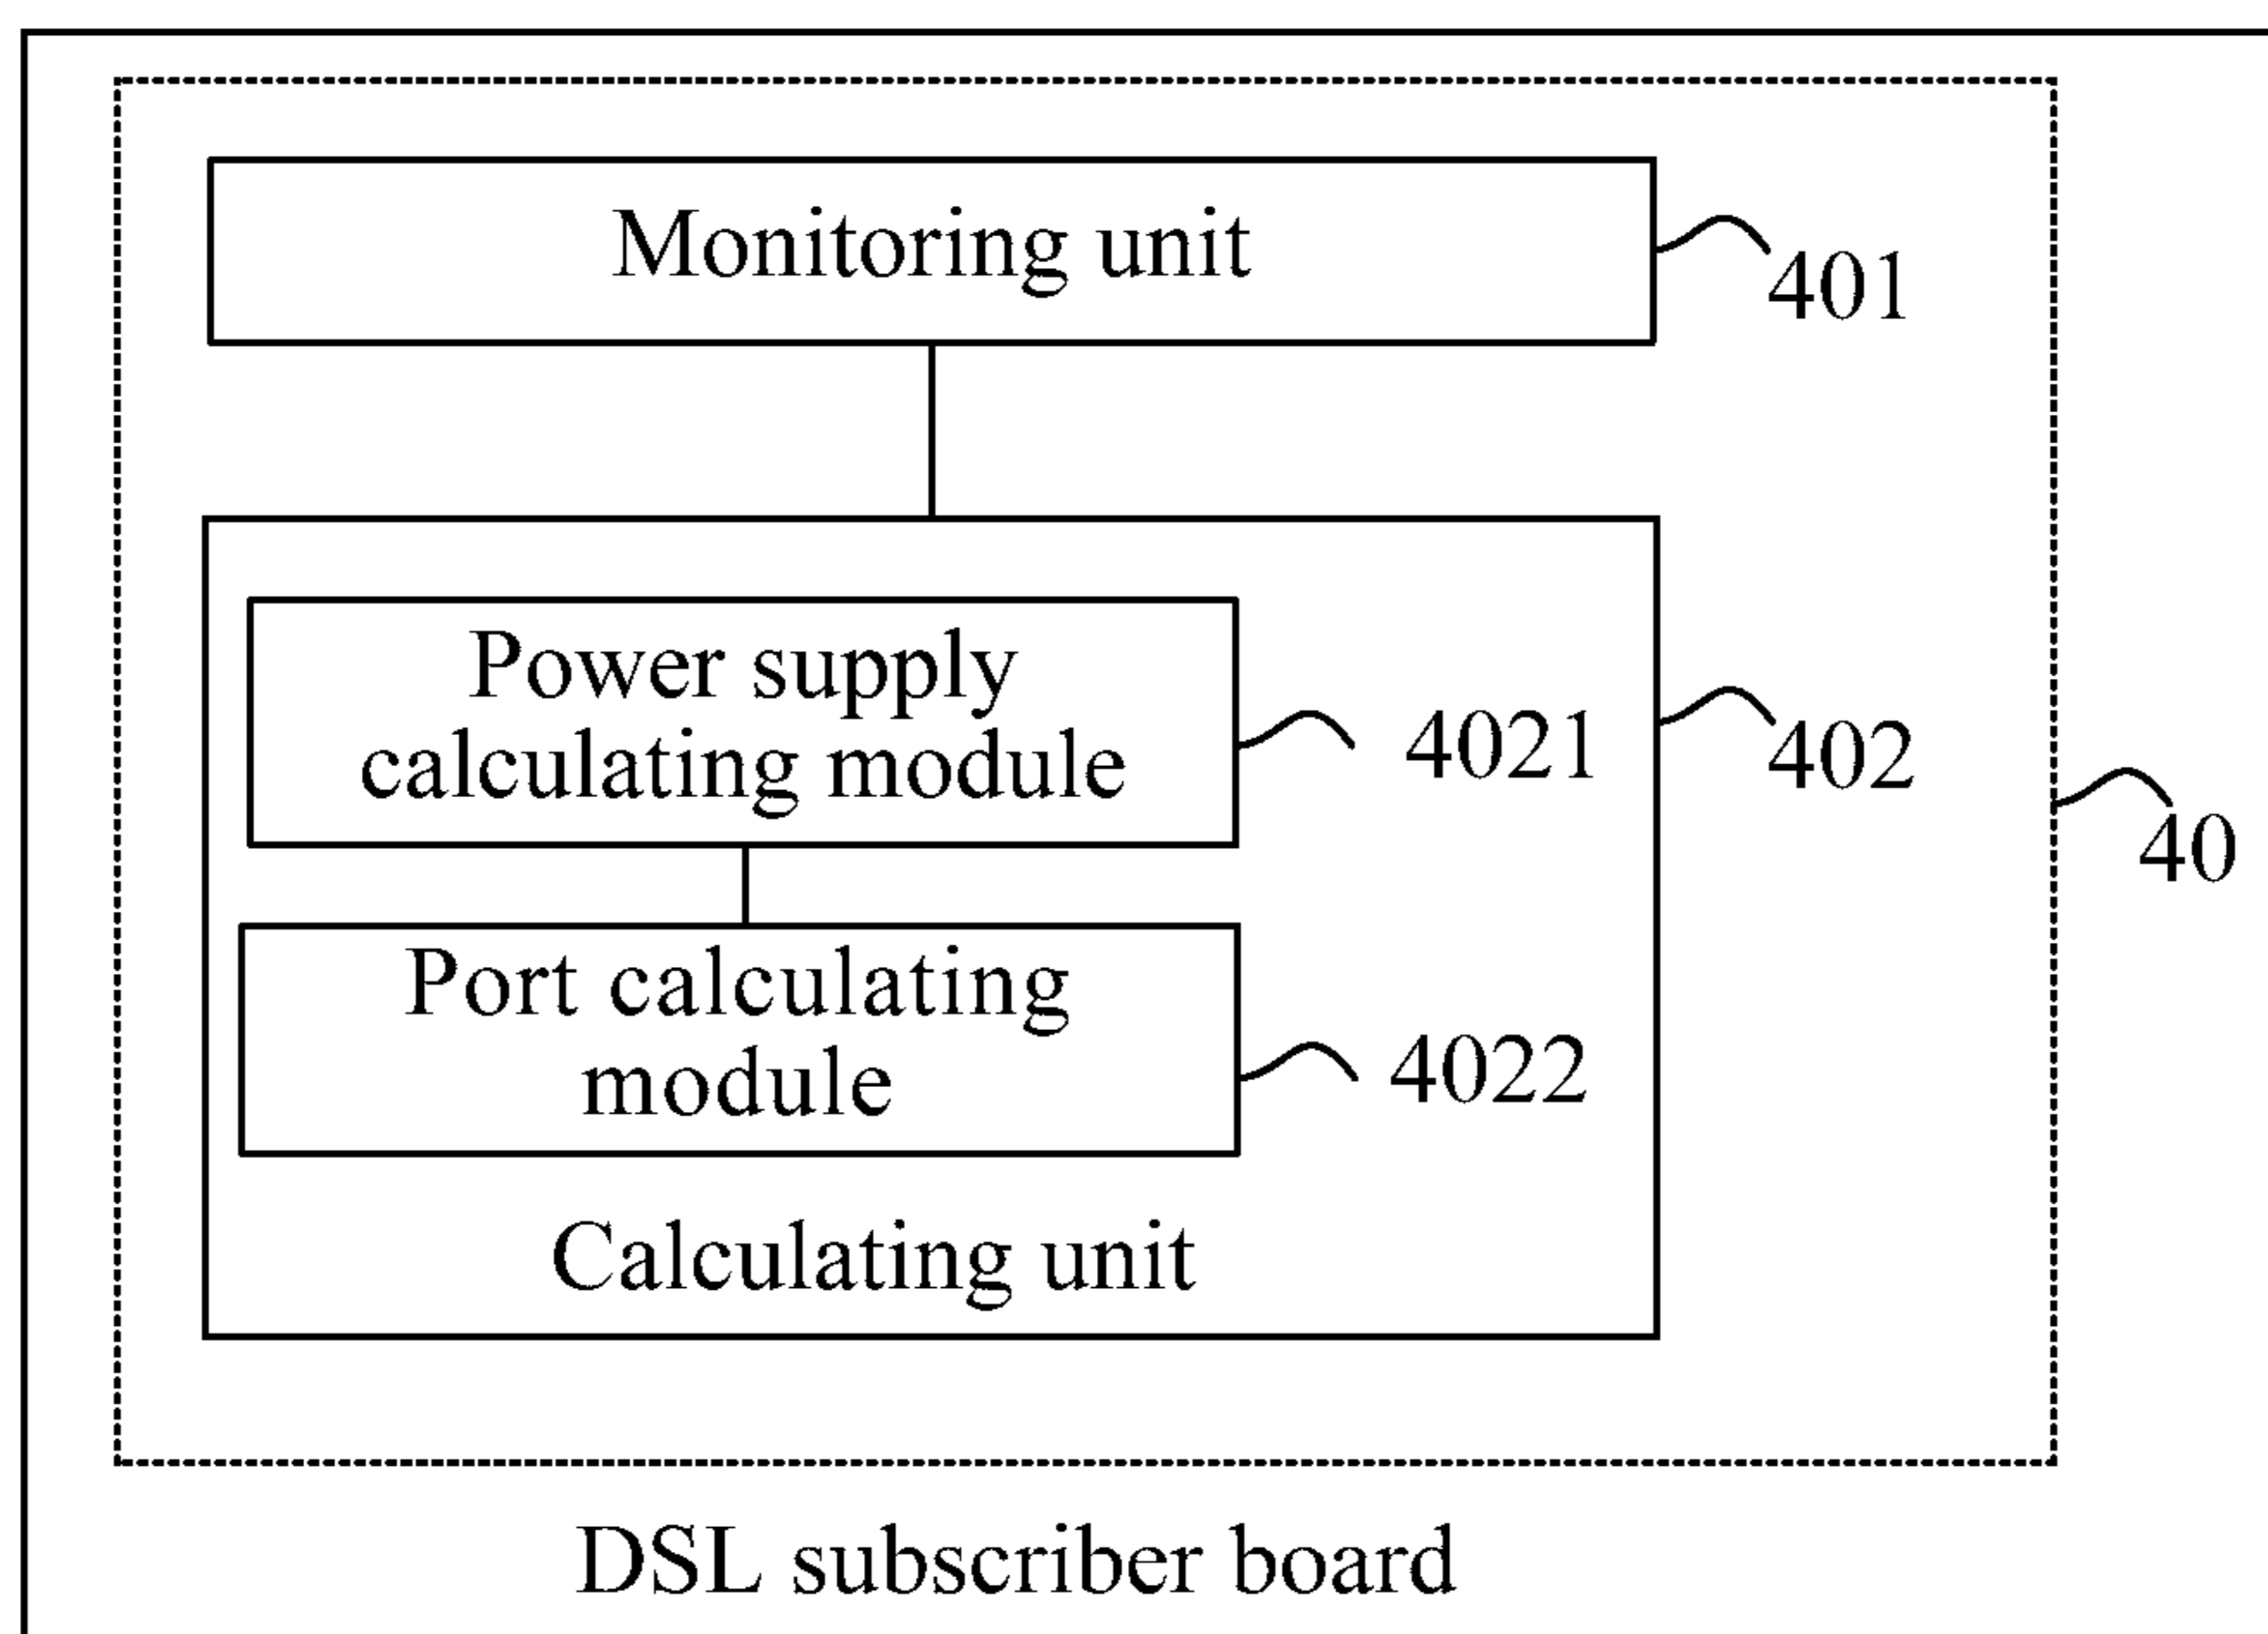 Monitoring unit
401
Power supply
calculating module
4021
402
40
Port calculating
module
4022
Calculating unit
DSL subscriber board